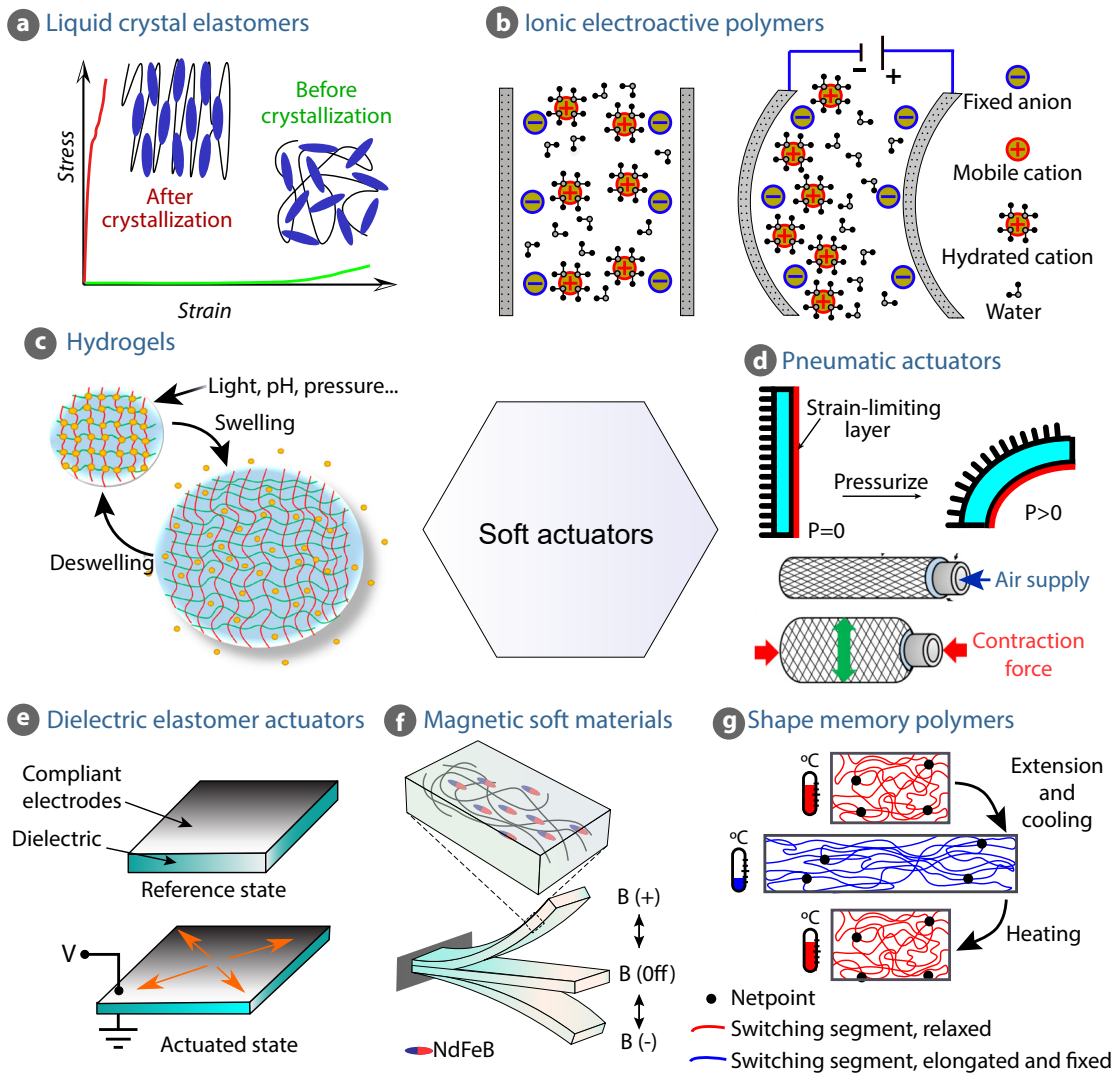 a Liquid crystal elastomers
Stress
Before
crystallization
After
crystallization
Strain
b Ionic electroactive polymers
- +
Fixed anion
Mobile cation
Hydrated cation
Water
c Hydrogels
Light, pH, pressure...
Swelling
Deswelling
Soft actuators
d Pneumatic actuators
Strain-limiting
layer
Pressurize
P=0
P>0
Air supply
Contraction
force
e Dielectric elastomer actuators
Compliant
electrodes
Dielectric
Reference state
V
Actuated state
f Magnetic soft materials
B (+)
B (0ff)
B (-)
NdFeB
g Shape memory polymers
ºC
Extension
and
cooling
ºC
ºC
Heating
Netpoint
Switching segment, relaxed
Switching segment, elongated and fixed